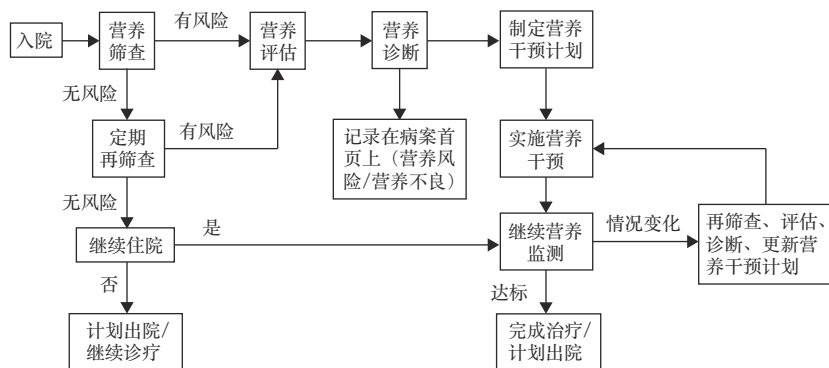 入院
营养
筛查
有风险
营养
评估
营养
诊断
制定营养
干预计划
无风险
定期
再筛查
有风险
记录在病案首
页上（营养风
险/营养不良）
实施营养
干预
无风险
继续住院
是
继续营养
监测
情况变化
再筛查、评估、
诊断、更新营
养干预计划
否
达标
计划出院/
继续诊疗
完成治疗/
计划出院